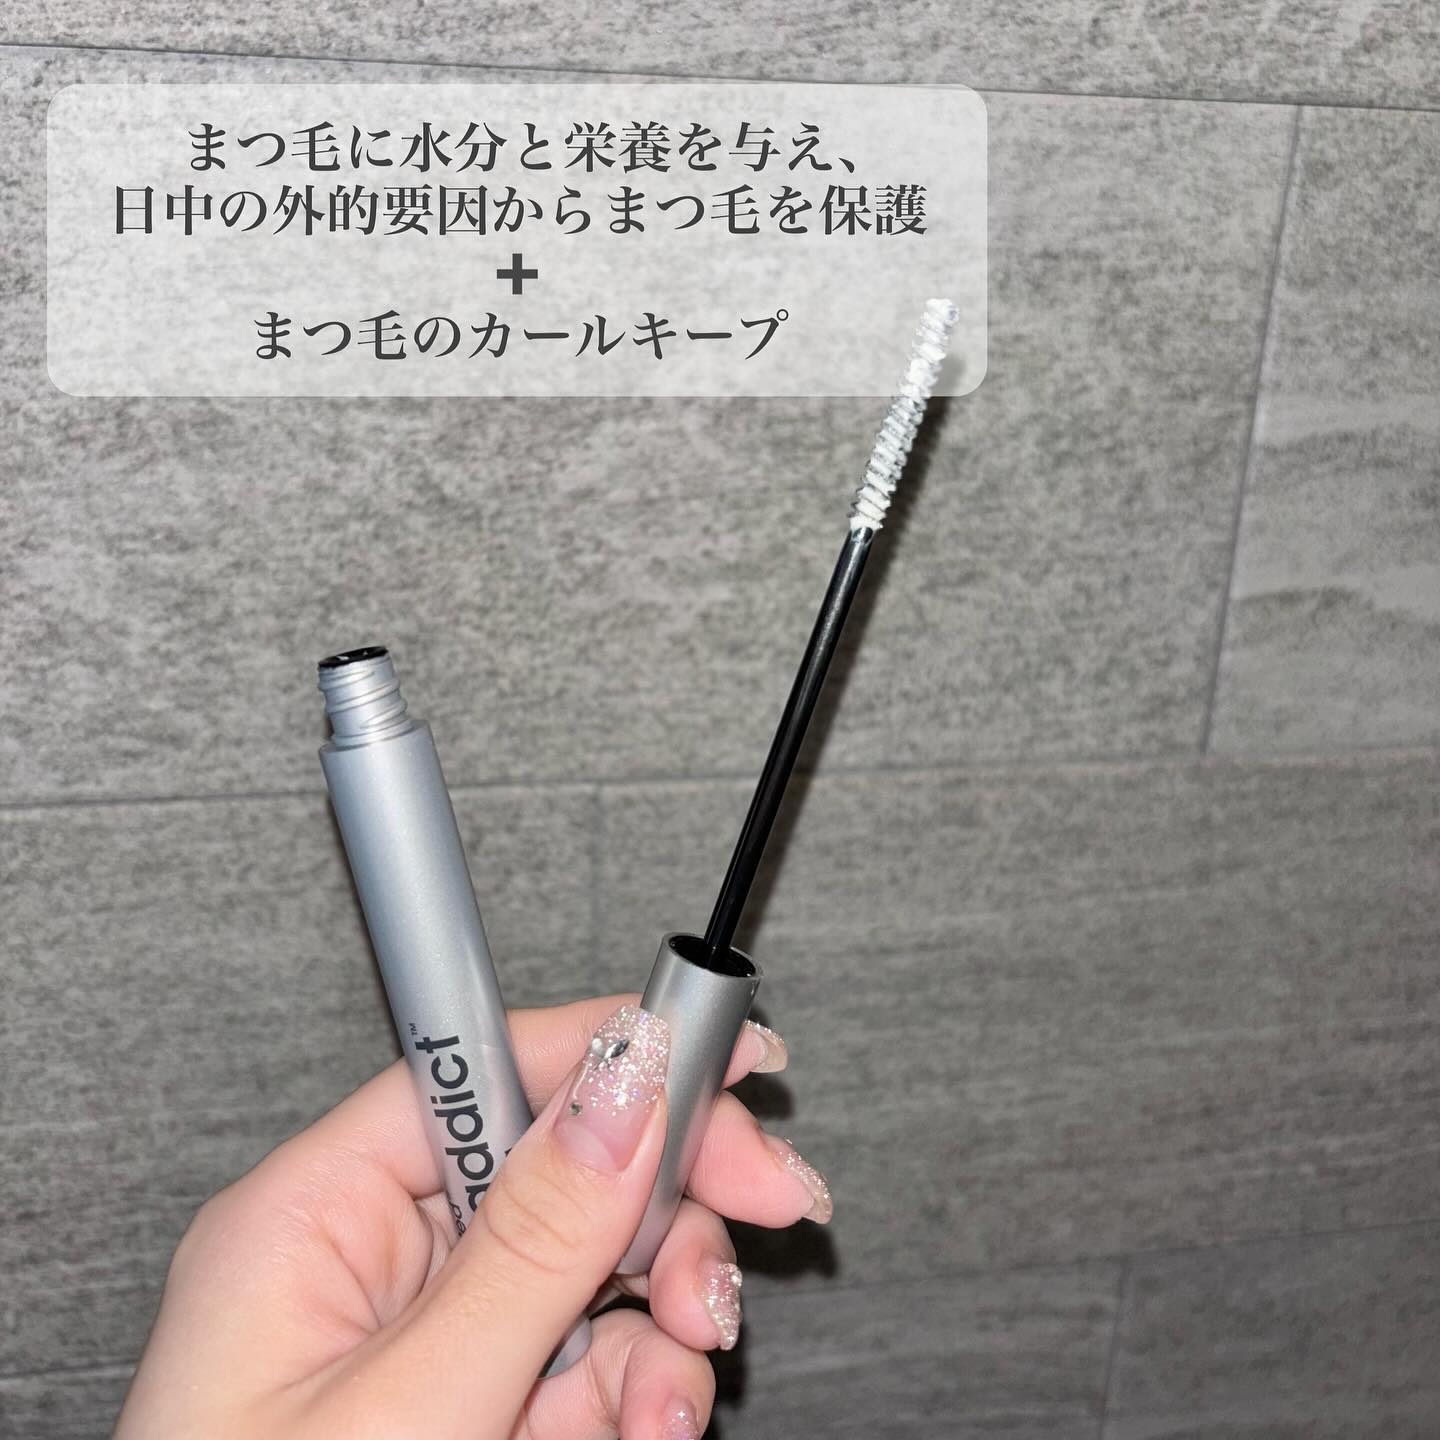 まつ毛に水分と栄養を与え、
日中の外的要因からまつ毛を保護
➕
まつ毛のカールキープ
addict™